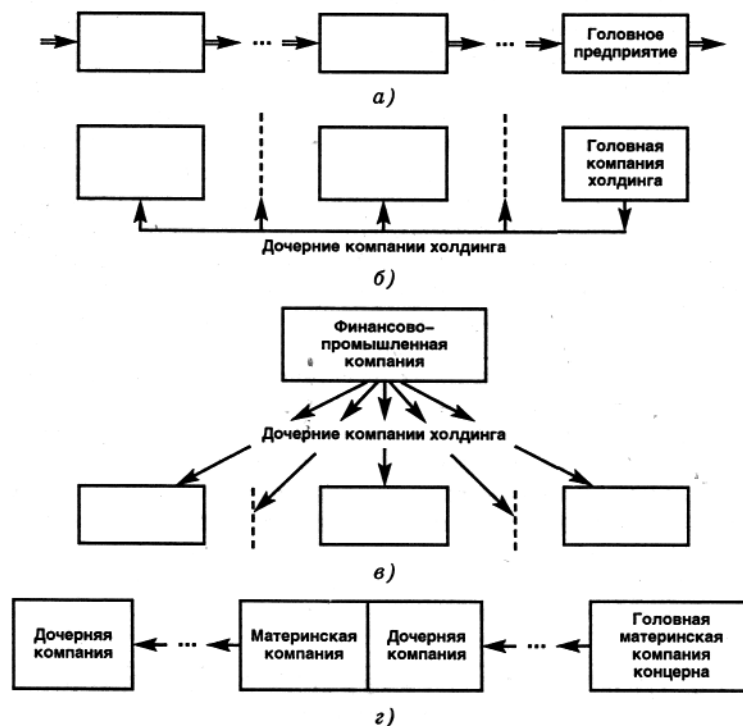 Головное
предприятие
а)
Головная
компания
холдинга
Дочерние компании холдинга
б)
Финансово-
промышленная
компания
Дочерние компании холдинга
в)
Дочерняя
компания
Материнская
компания
Дочерняя
компания
Головная
материнская
компания
концерна
г)